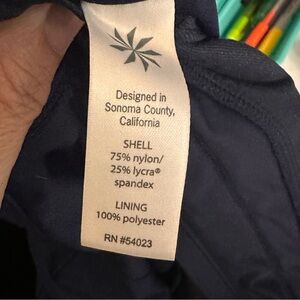 Designed in
Sonoma County,
California
SHELL
75% nylon/
25% lycra®
spandex
LINING
100% polyester
RN #54023